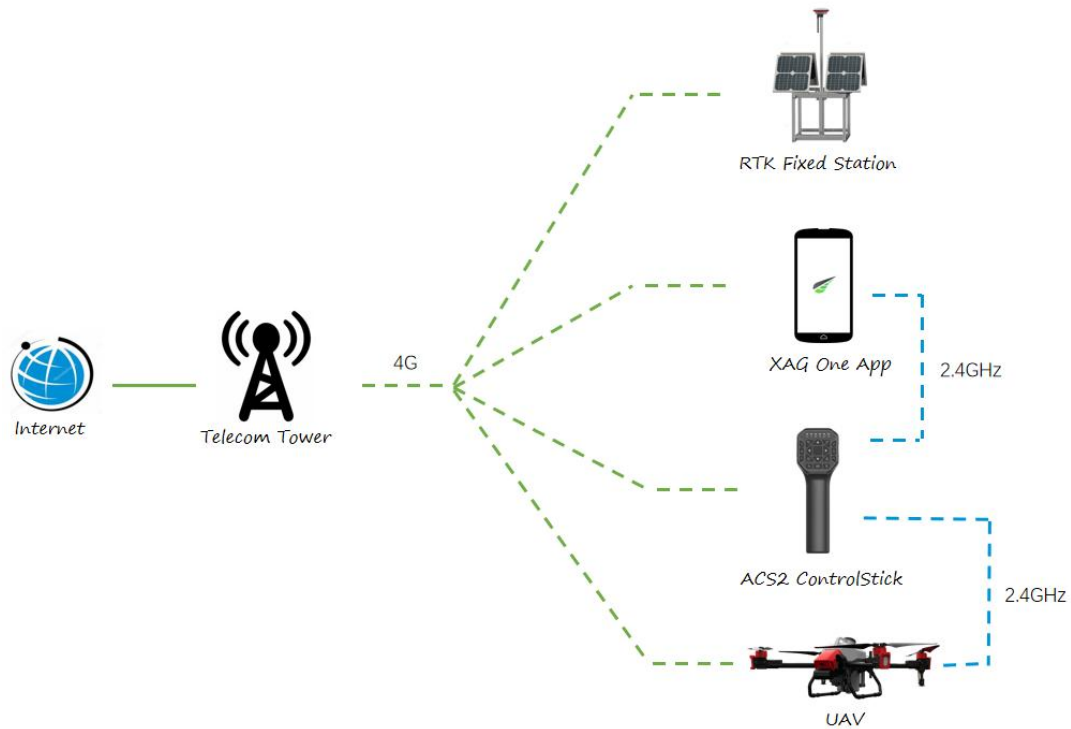 RTK Fixed Station
XAG One App
2.4GHz
4G
Internet
Telecom Tower
ACS2 ControlStick
2.4GHz
UAV